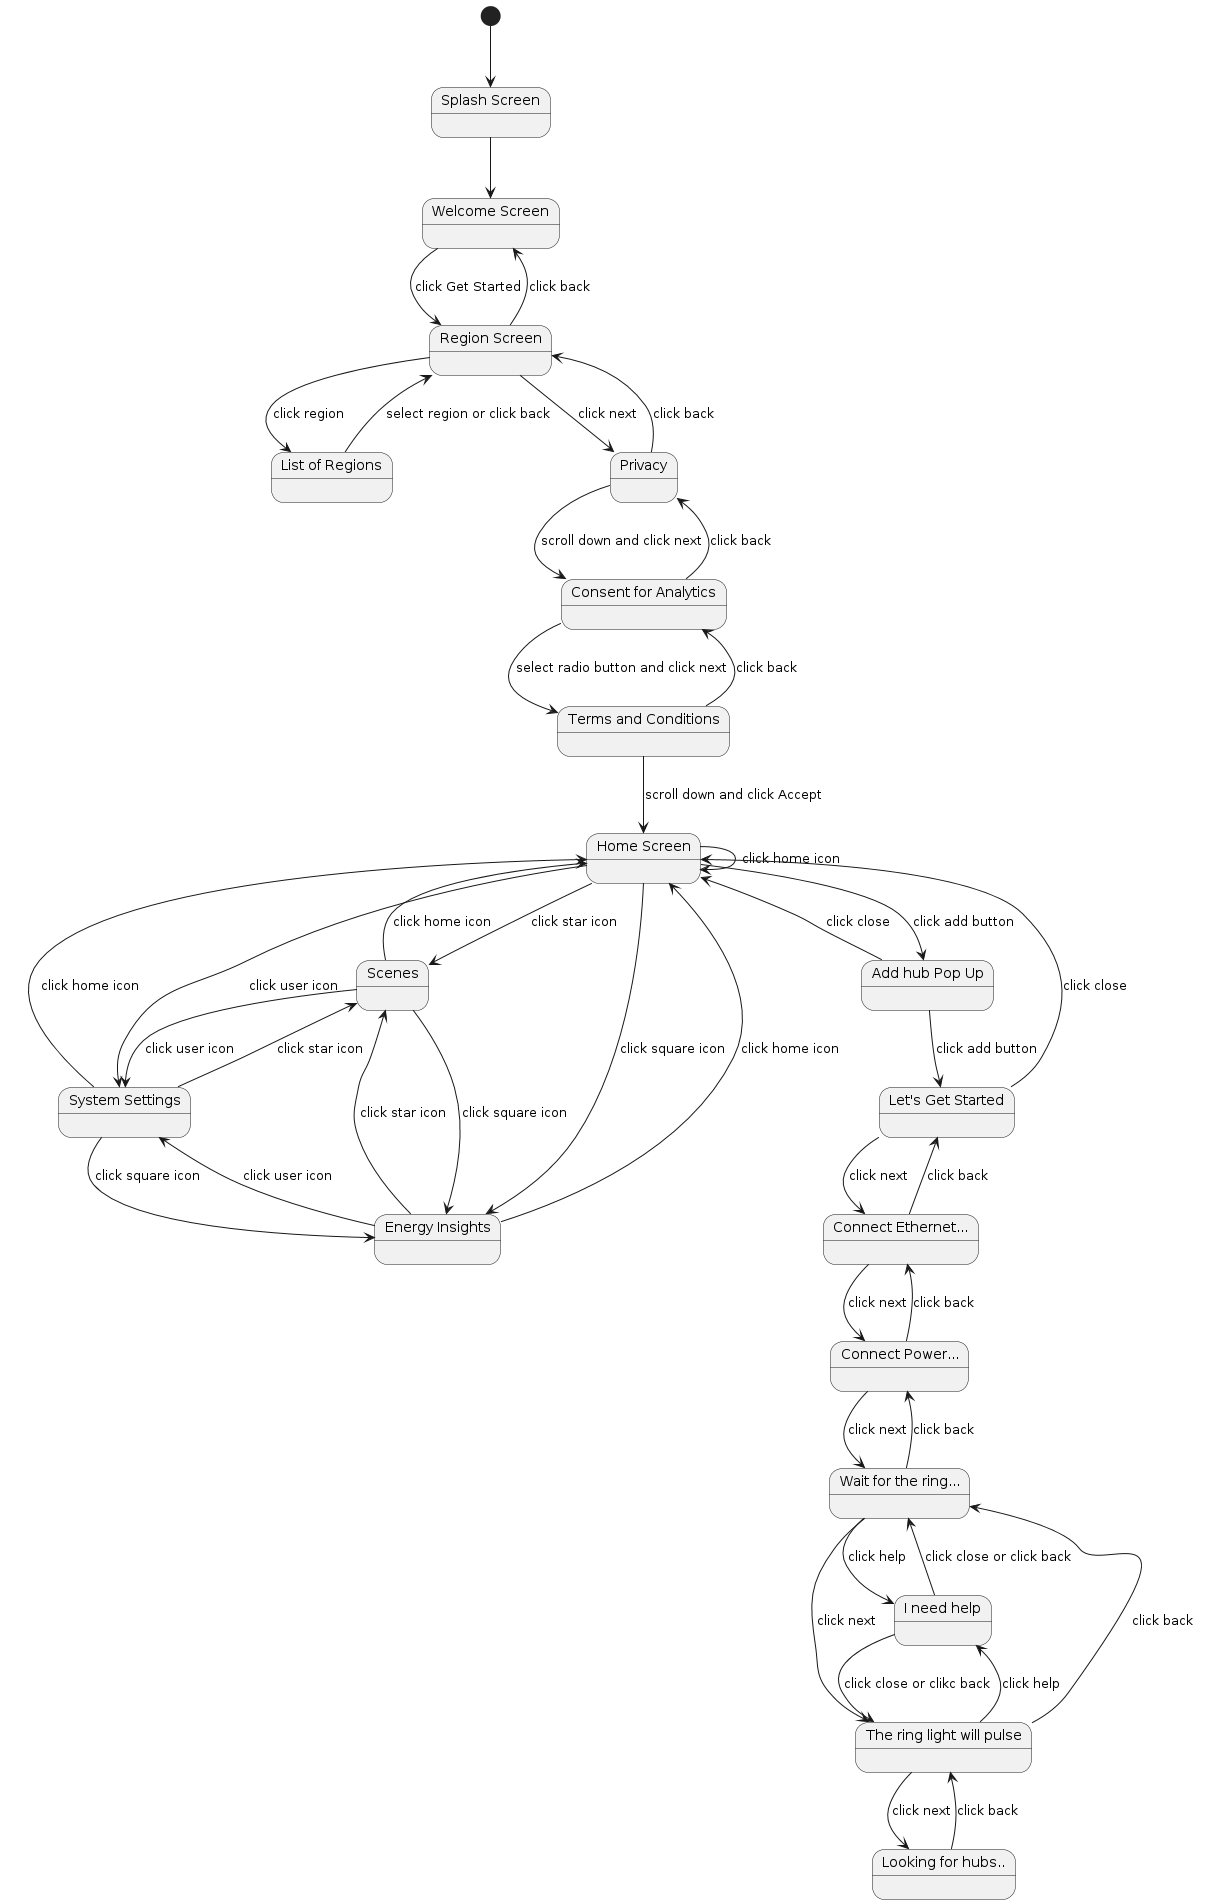 Splash Screen
Welcome Screen
click Get Started
click back
Region Screen
click region
select region or click back
click next
click back
List of Regions
Privacy
scroll down and click next
click back
Consent for Analytics
select radio button and click next
click back
Terms and Conditions
scroll down and click Accept
Home Screen
click home icon
click home icon
click star icon
click close
click add button
Scenes
Add hub Pop Up
click home icon
click user icon
click close
click user icon
click star icon
click square icon
click home icon
click add button
System Settings
Let's Get Started
click star icon
click square icon
click square icon
click user icon
click next
click back
Energy Insights
Connect Ethernet...
click next
click back
Connect Power...
click next
click back
Wait for the ring...
click help
click close or click back
I need help
click next
click back
click close or clikc back
click help
The ring light will pulse
click next
click back
Looking for hubs..